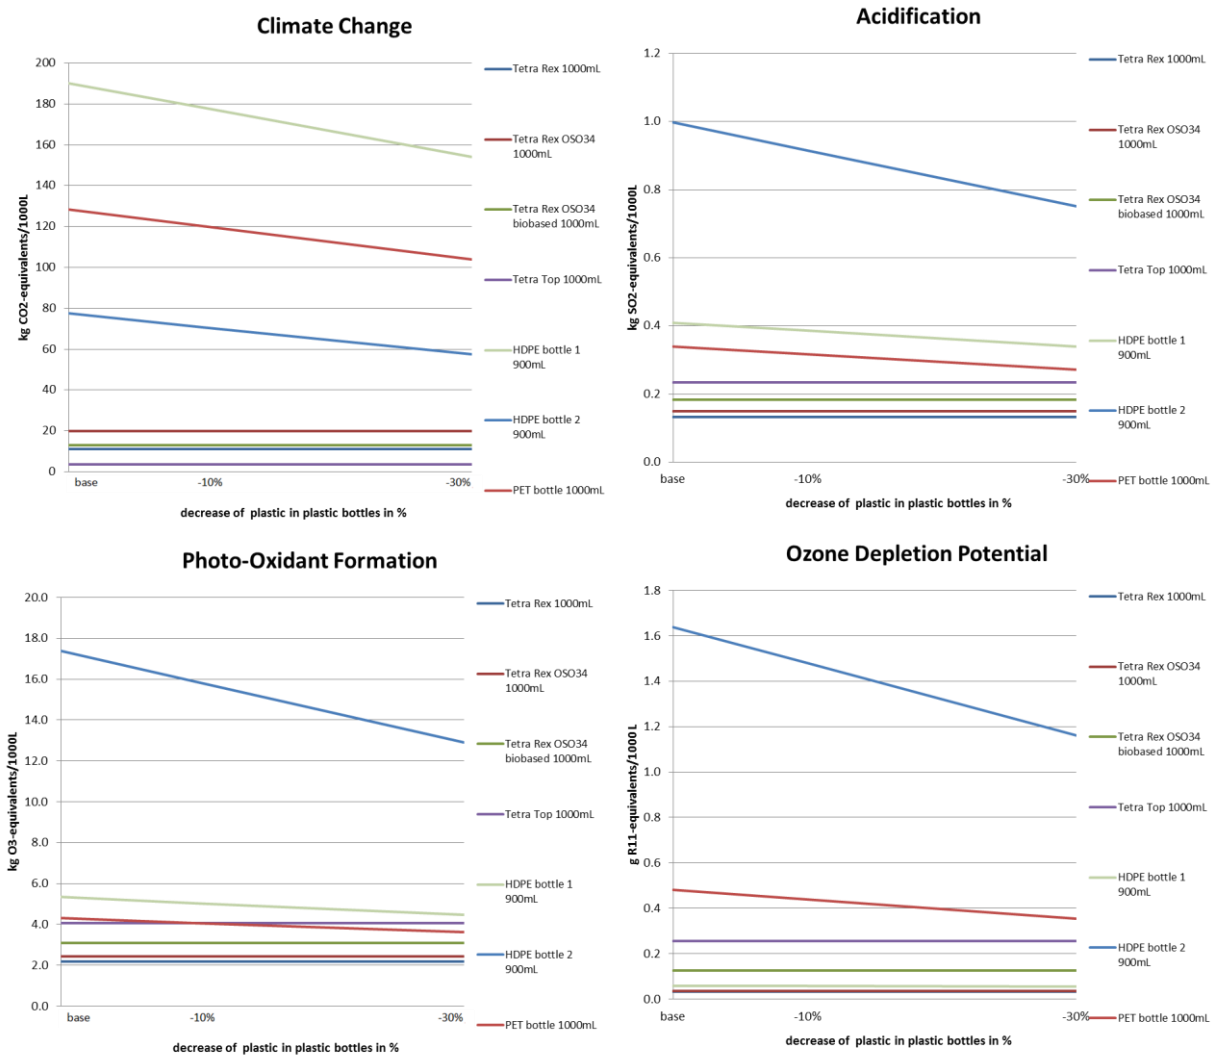 Climate Change
kg CO2-equivalents/1000L
200
180
160
140
120
100
80
60
40
20
0
base
-10%
-30%
decrease of plastic in plastic bottles in %
Tetra Rex 1000mL
Tetra Rex OSO34
1000mL
Tetra Rex OSO34
biobased 1000mL
Tetra Top 1000mL
HDPE bottle 1
900mL
HDPE bottle 2
900mL
PET bottle 1000mL
Acidification
kg SO2-equivalents/1000L
1.2
1.0
0.8
0.6
0.4
0.2
0.0
base
-10%
-30%
decrease of plastic in plastic bottles in %
Tetra Rex 1000mL
Tetra Rex OSO34
1000mL
Tetra Rex OSO34
biobased 1000mL
Tetra Top 1000mL
HDPE bottle 1
900mL
HDPE bottle 2
900mL
PET bottle 1000mL
Photo-Oxidant Formation
kg O3-equivalents/1000L
20.0
18.0
16.0
14.0
12.0
10.0
8.0
6.0
4.0
2.0
0.0
base
-10%
-30%
decrease of plastic in plastic bottles in %
Tetra Rex 1000mL
Tetra Rex OSO34
1000mL
Tetra Rex OSO34
biobased 1000mL
Tetra Top 1000mL
HDPE bottle 1
900mL
HDPE bottle 2
900mL
PET bottle 1000mL
Ozone Depletion Potential
g R11-equivalents/1000 L
1.8
1.6
1.4
1.2
1.0
0.8
0.6
0.4
0.2
0.0
base
-10%
-30%
decrease of plastic in plastic bottles in %
Tetra Rex 1000mL
Tetra Rex OSO34
1000mL
Tetra Rex OSO34
biobased 1000mL
Tetra Top 1000mL
HDPE bottle 1
900mL
HDPE bottle 2
900mL
PET bottle 1000mL